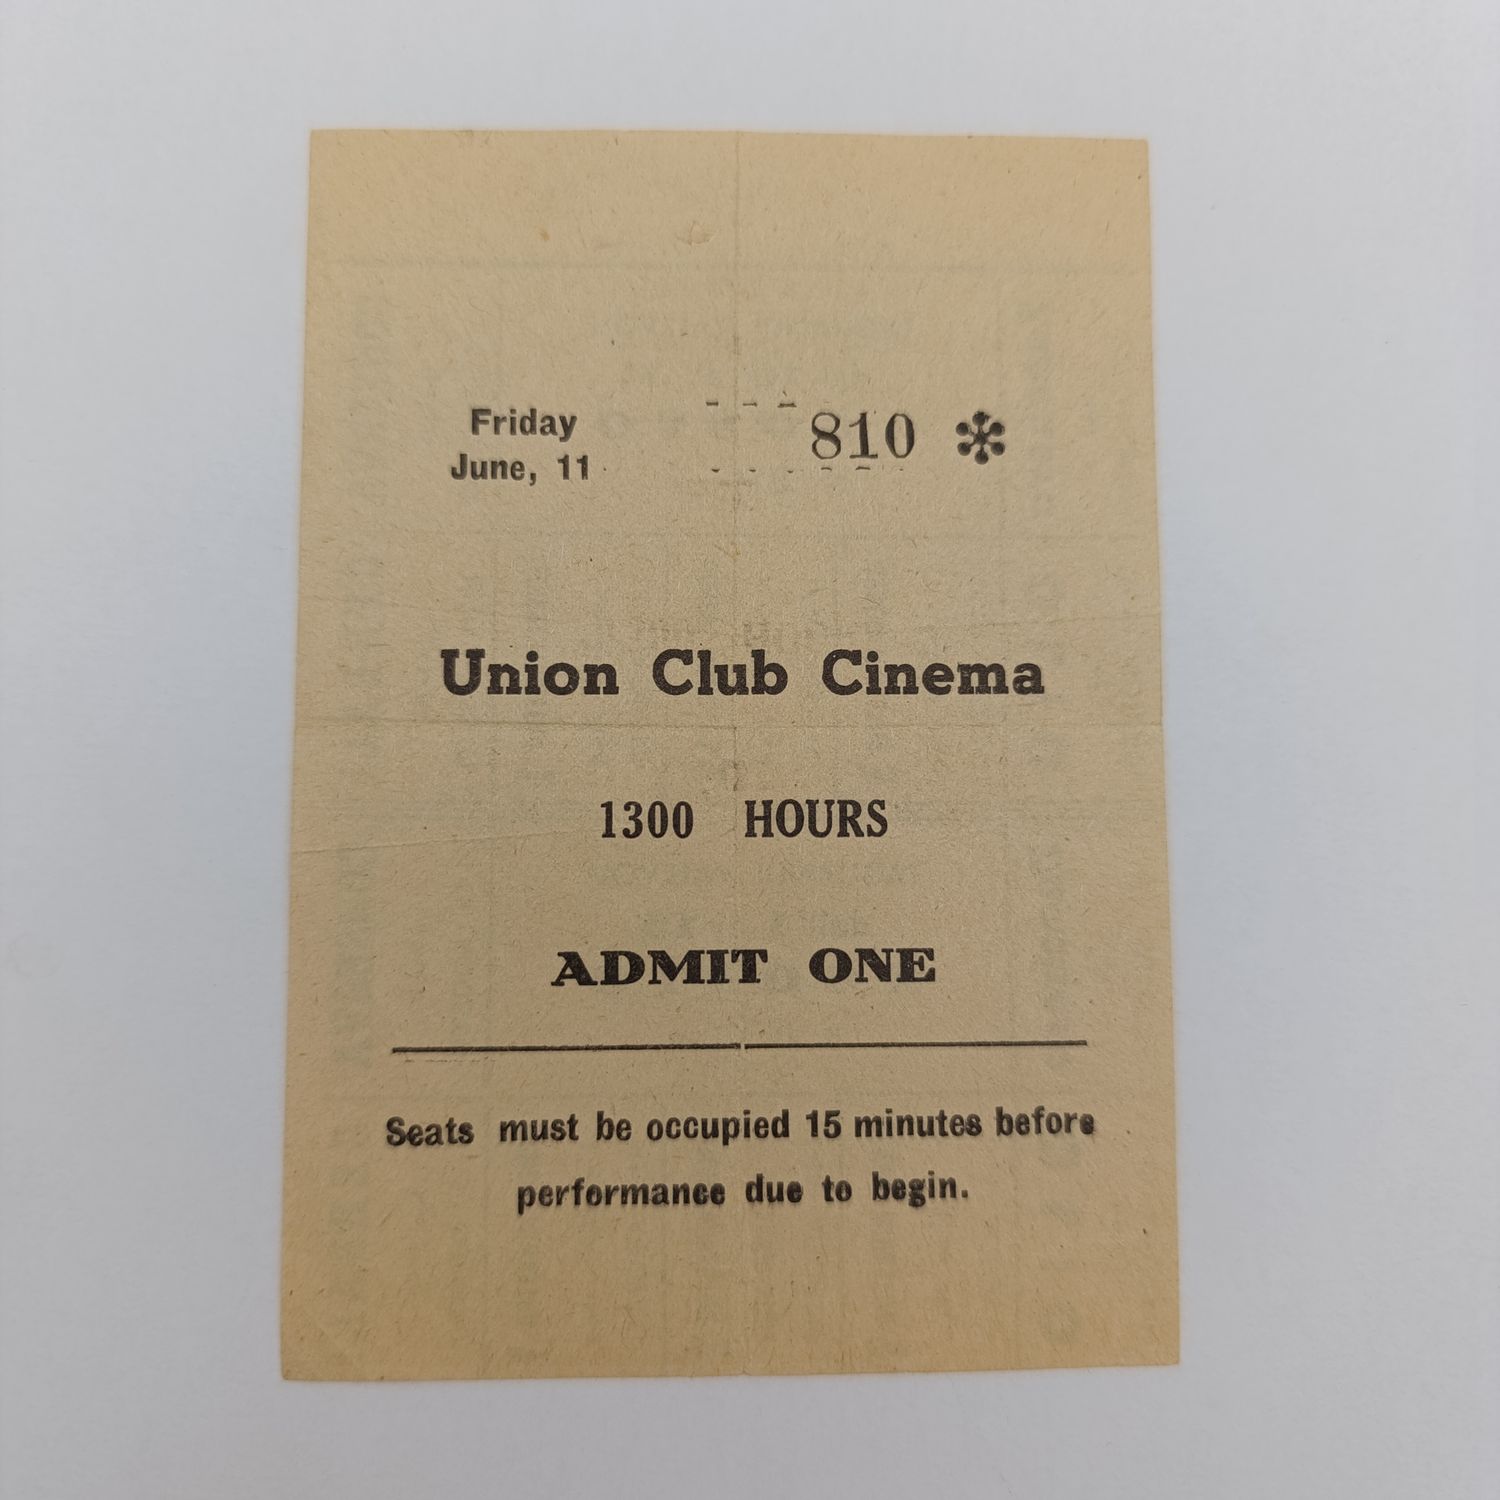 Friday
June, 11
810 *
Union Club Cinema
1300 HOURS
ADMIT ONE
Seats must be occupied 15 minutes before
performance due to begin.